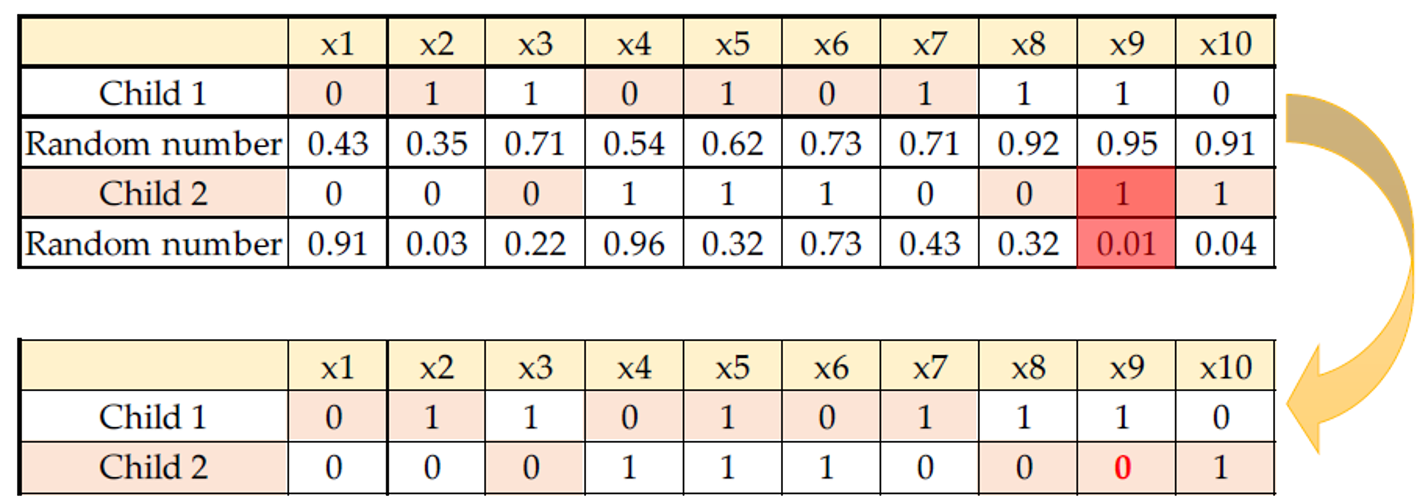 x1 x2 x3 x4 x5 x6 x7 x8 x9 x10
Child 1 0 1 1 0 1 0 1 1 1 0
Random number 0.43 0.35 0.71 0.54 0.62 0.73 0.71 0.92 0.95 0.91
Child 2 0 0 0 1 1 1 0 0 1 1
Random number 0.91 0.03 0.22 0.96 0.32 0.73 0.43 0.32 0.01 0.04
x1 x2 x3 x4 x5 x6 x7 x8 x9 x10
Child 1 0 1 1 0 1 0 1 1 1 0
Child 2 0 0 0 1 1 1 0 0 0 1